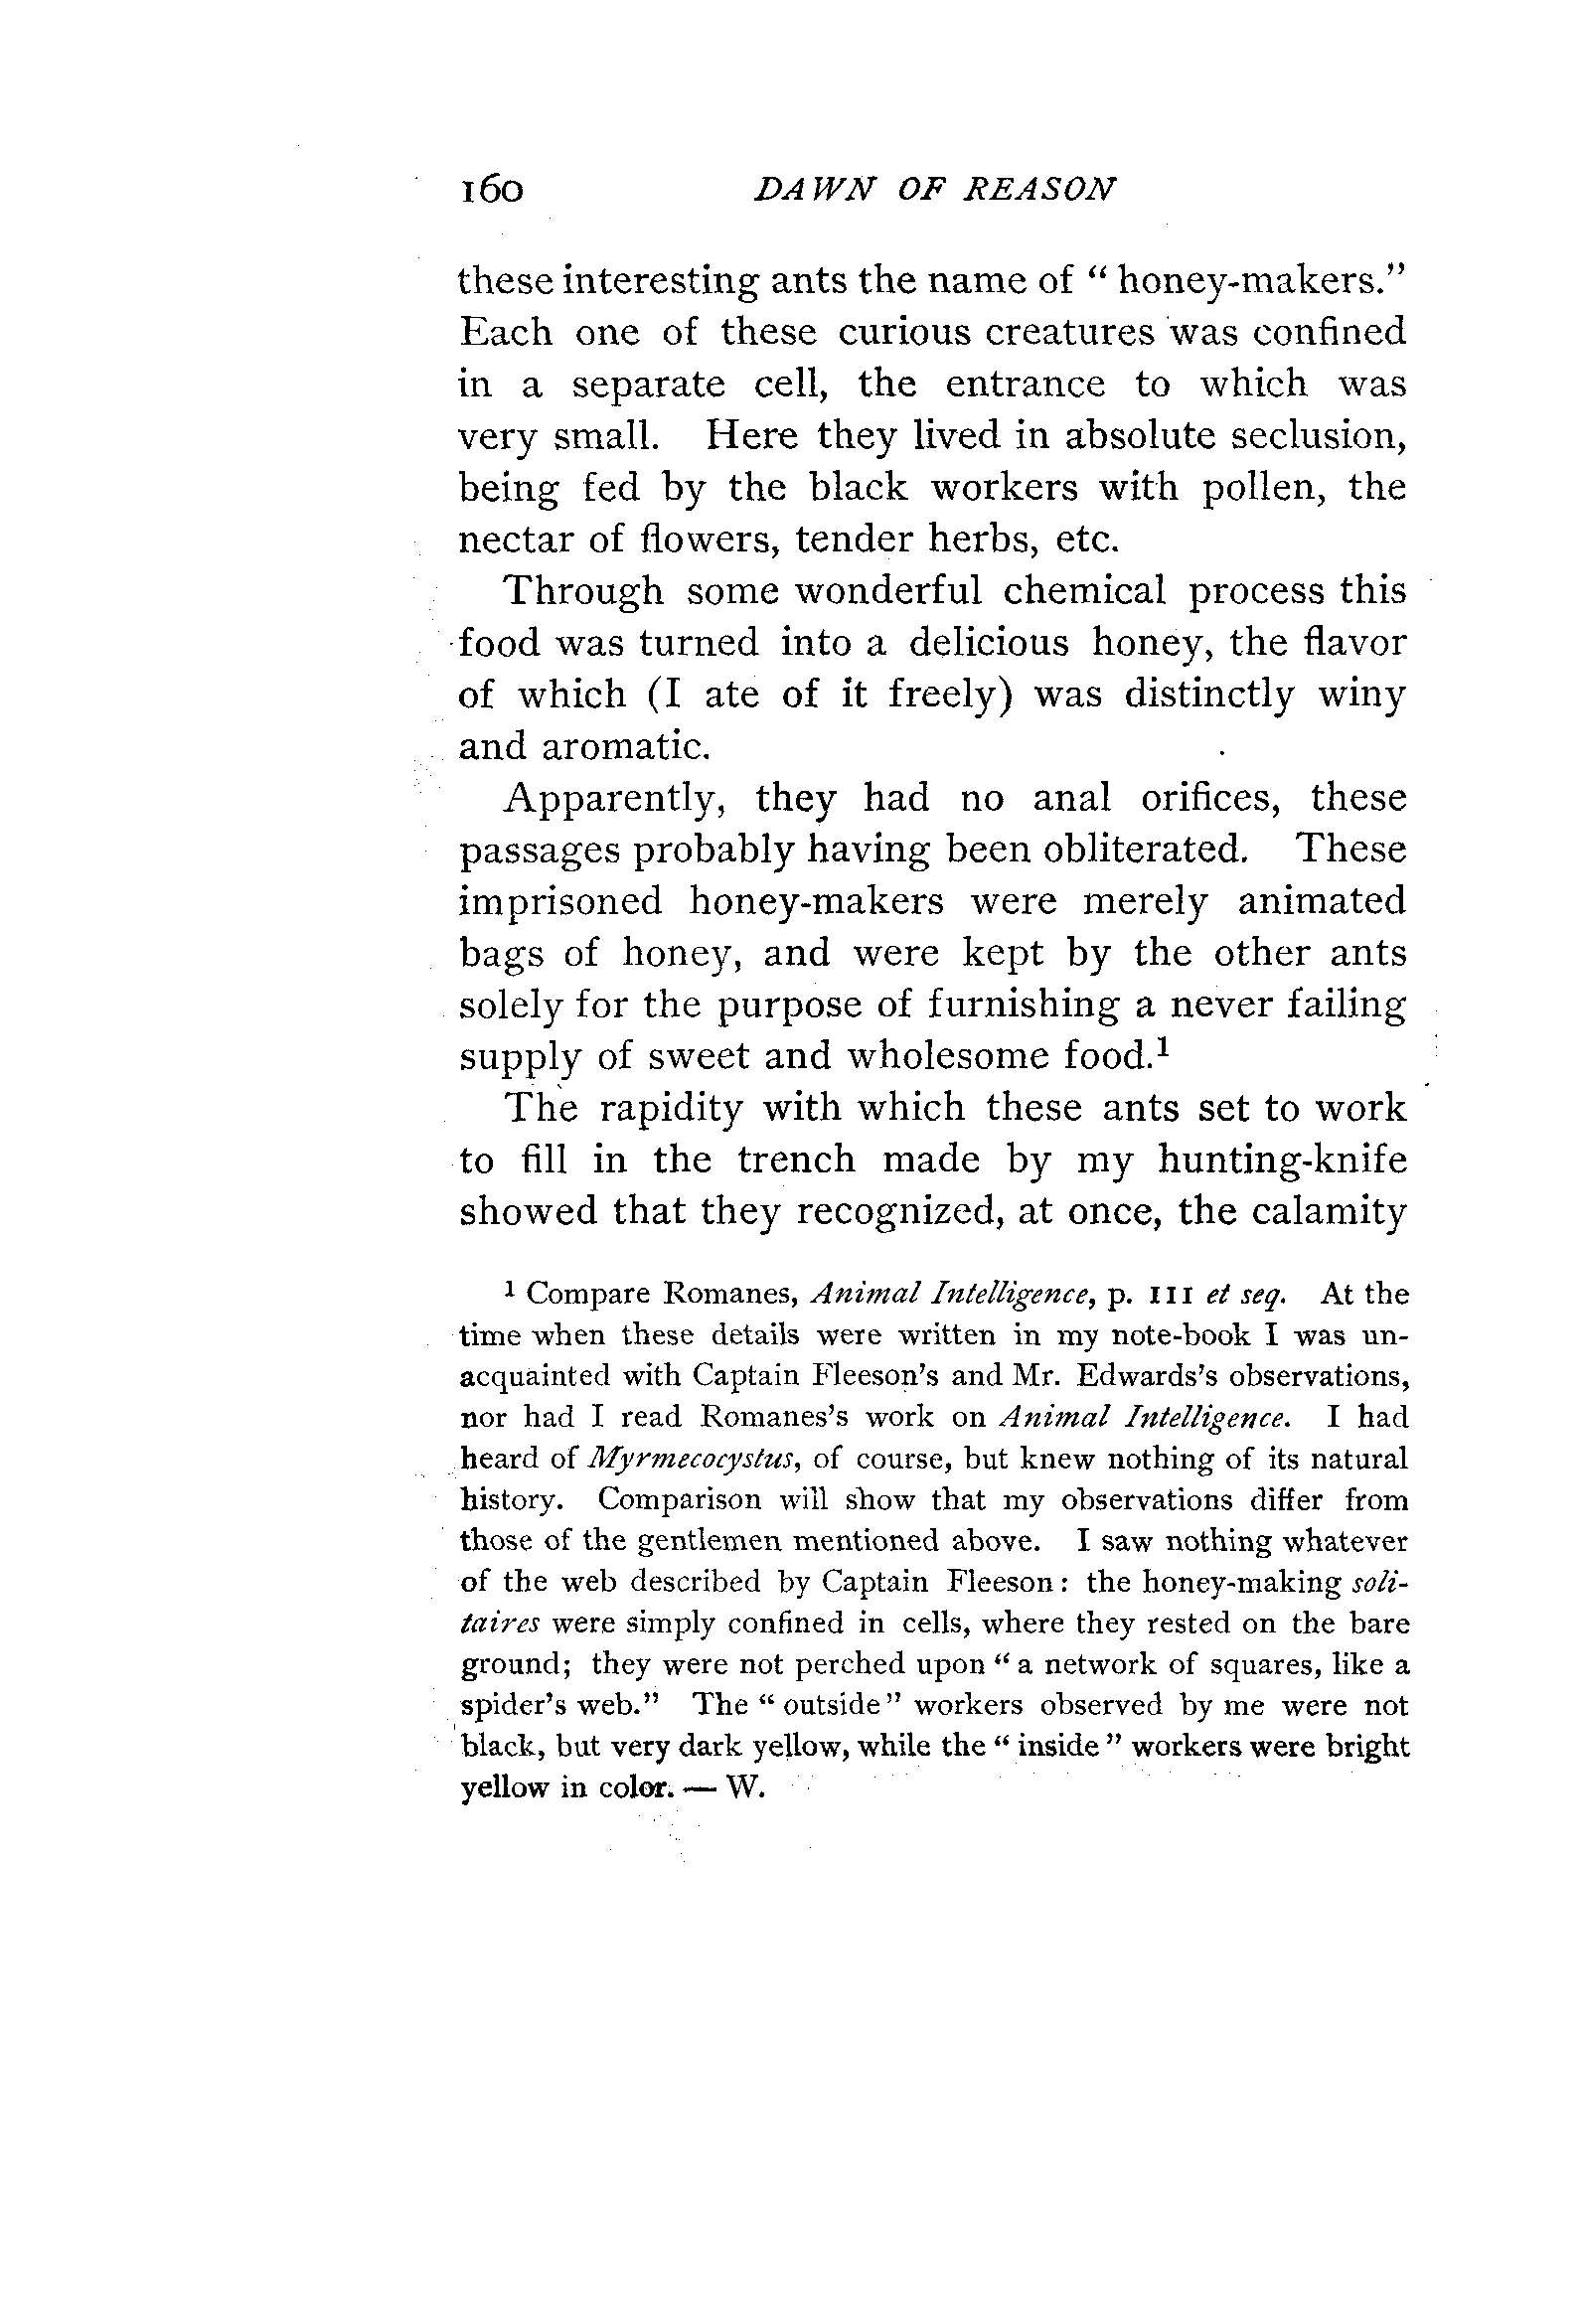 160 DAWN OF REASON
these interesting ants the name of " honey-makers."
Each one of these curious creatures was confined
in a separate cell, the entrance to which was
very small. Here they lived in absolute seclusion,
being fed by the black workers with pollen, the
nectar of flowers, tender herbs, etc.
Through some wonderful chemical process this
food was turned into a delicious honey, the flavor
of which (I ate of it freely) was distinctly winy
and aromatic.
Apparently, they had no anal orifices, these
passages probably having been obliterated. These
imprisoned honey-makers were merely animated
bags of honey, and were kept by the other ants
solely for the purpose of furnishing a never failing
supply of sweet and wholesome food.¹
The rapidity with which these ants set to work
to fill in the trench made by my hunting-knife
showed that they recognized, at once, the calamity
¹ Compare Romanes, Animal Intelligence, p. 111 et seq. At the
time when these details were written in my note-book I was un-
acquainted with Captain Fleeson's and Mr. Edwards's observations,
nor had I read Romanes's work on Animal Intelligence. I had
heard of Myrmecocystus, of course, but knew nothing of its natural
history. Comparison will show that my observations differ from
those of the gentlemen mentioned above. I saw nothing whatever
of the web described by Captain Fleeson: the honey-making soli-
taires were simply confined in cells, where they rested on the bare
ground; they were not perched upon " a network of squares, like a
spider's web." The " outside " workers observed by me were not
black, but very dark yellow, while the " inside " workers were bright
yellow in color. — W.